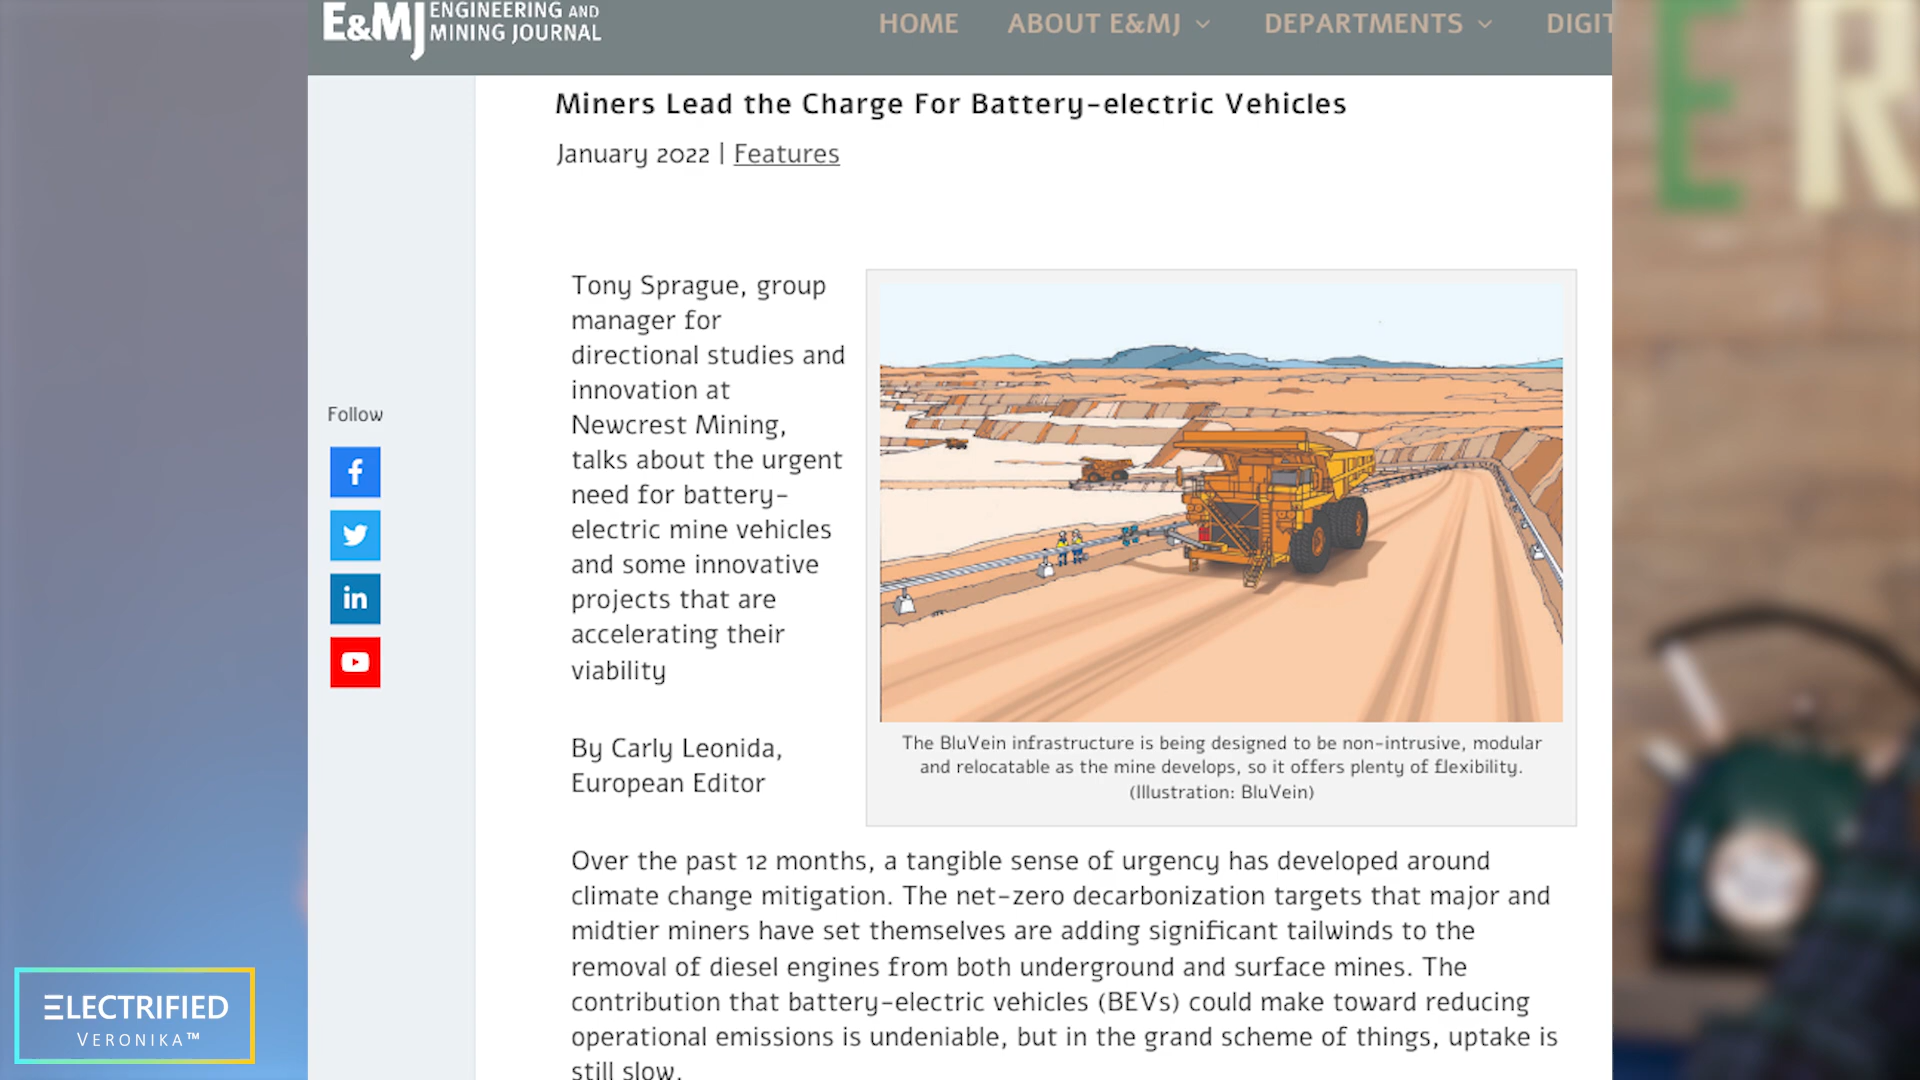 E&MJ ENGINEERING AND
MINING JOURNAL
HOME
ABOUT E&MJ
DEPARTMENTS
DIGIT
Miners Lead the Charge For Battery-electric Vehicles
January 2022 | Features
Tony Sprague, group
manager for
directional studies and
innovation at
Newcrest Mining,
talks about the urgent
need for battery-
electric mine vehicles
and some innovative
projects that are
accelerating their
viability
By Carly Leonida,
European Editor
The BluVein infrastructure is being designed to be non-intrusive, modular
and relocatable as the mine develops, so it offers plenty of flexibility.
(Illustration: BluVein)
Over the past 12 months, a tangible sense of urgency has developed around
climate change mitigation. The net-zero decarbonization targets that major and
midtier miners have set themselves are adding significant tailwinds to the
removal of diesel engines from both underground and surface mines. The
contribution that battery-electric vehicles (BEVs) could make toward reducing
operational emissions is undeniable, but in the grand scheme of things, uptake is
still slow.
Follow
f
in
ELECTRIFIED
VERONIKA™
E R